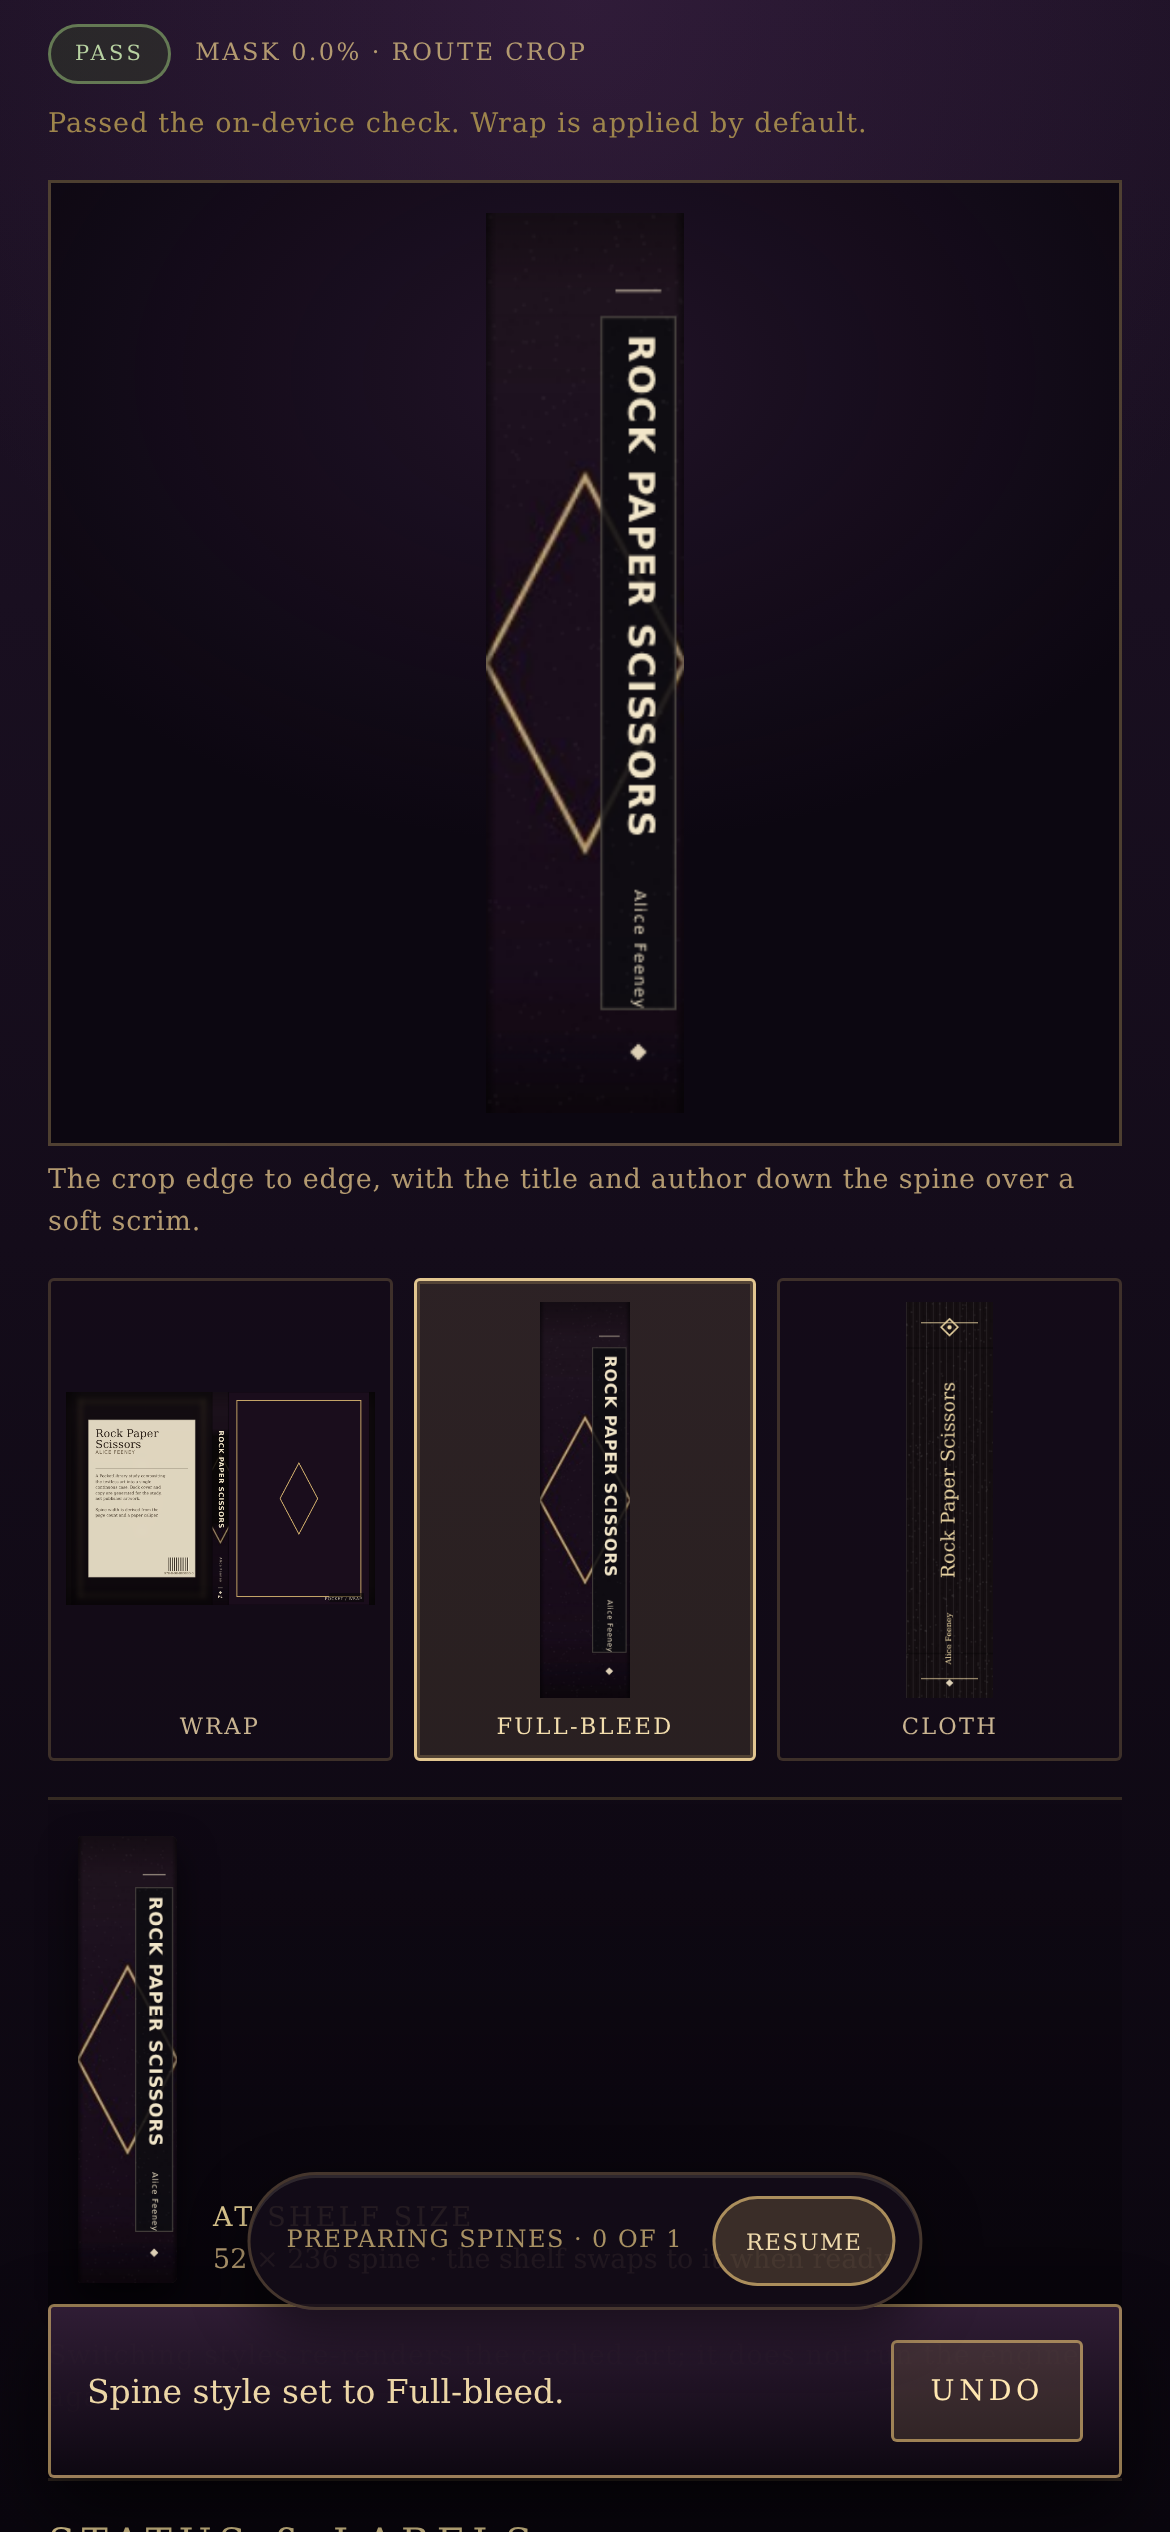 PASS
MASK 0.0% · ROUTE CROP
Passed the on-device check. Wrap is applied by default.
ROCK PAPER SCISSORS
Alice Feeney
The crop edge to edge, with the title and author down the spine over a
soft scrim.
Rock Paper
Scissors
ALICE FEENEY
ROCK PAPER SCISSORS
WRAP
ROCK PAPER SCISSORS
Alice Feeney
FULL-BLEED
Rock Paper Scissors
Alice Feeney
CLOTH
ROCK PAPER SCISSORS
Alice Feeney
AT SHELF SIZE
52 × 236 spine · the shelf swaps to it when ready
PREPARING SPINES · 0 OF 1
RESUME
Spine style set to Full-bleed.
UNDO
STATUS & LABELS